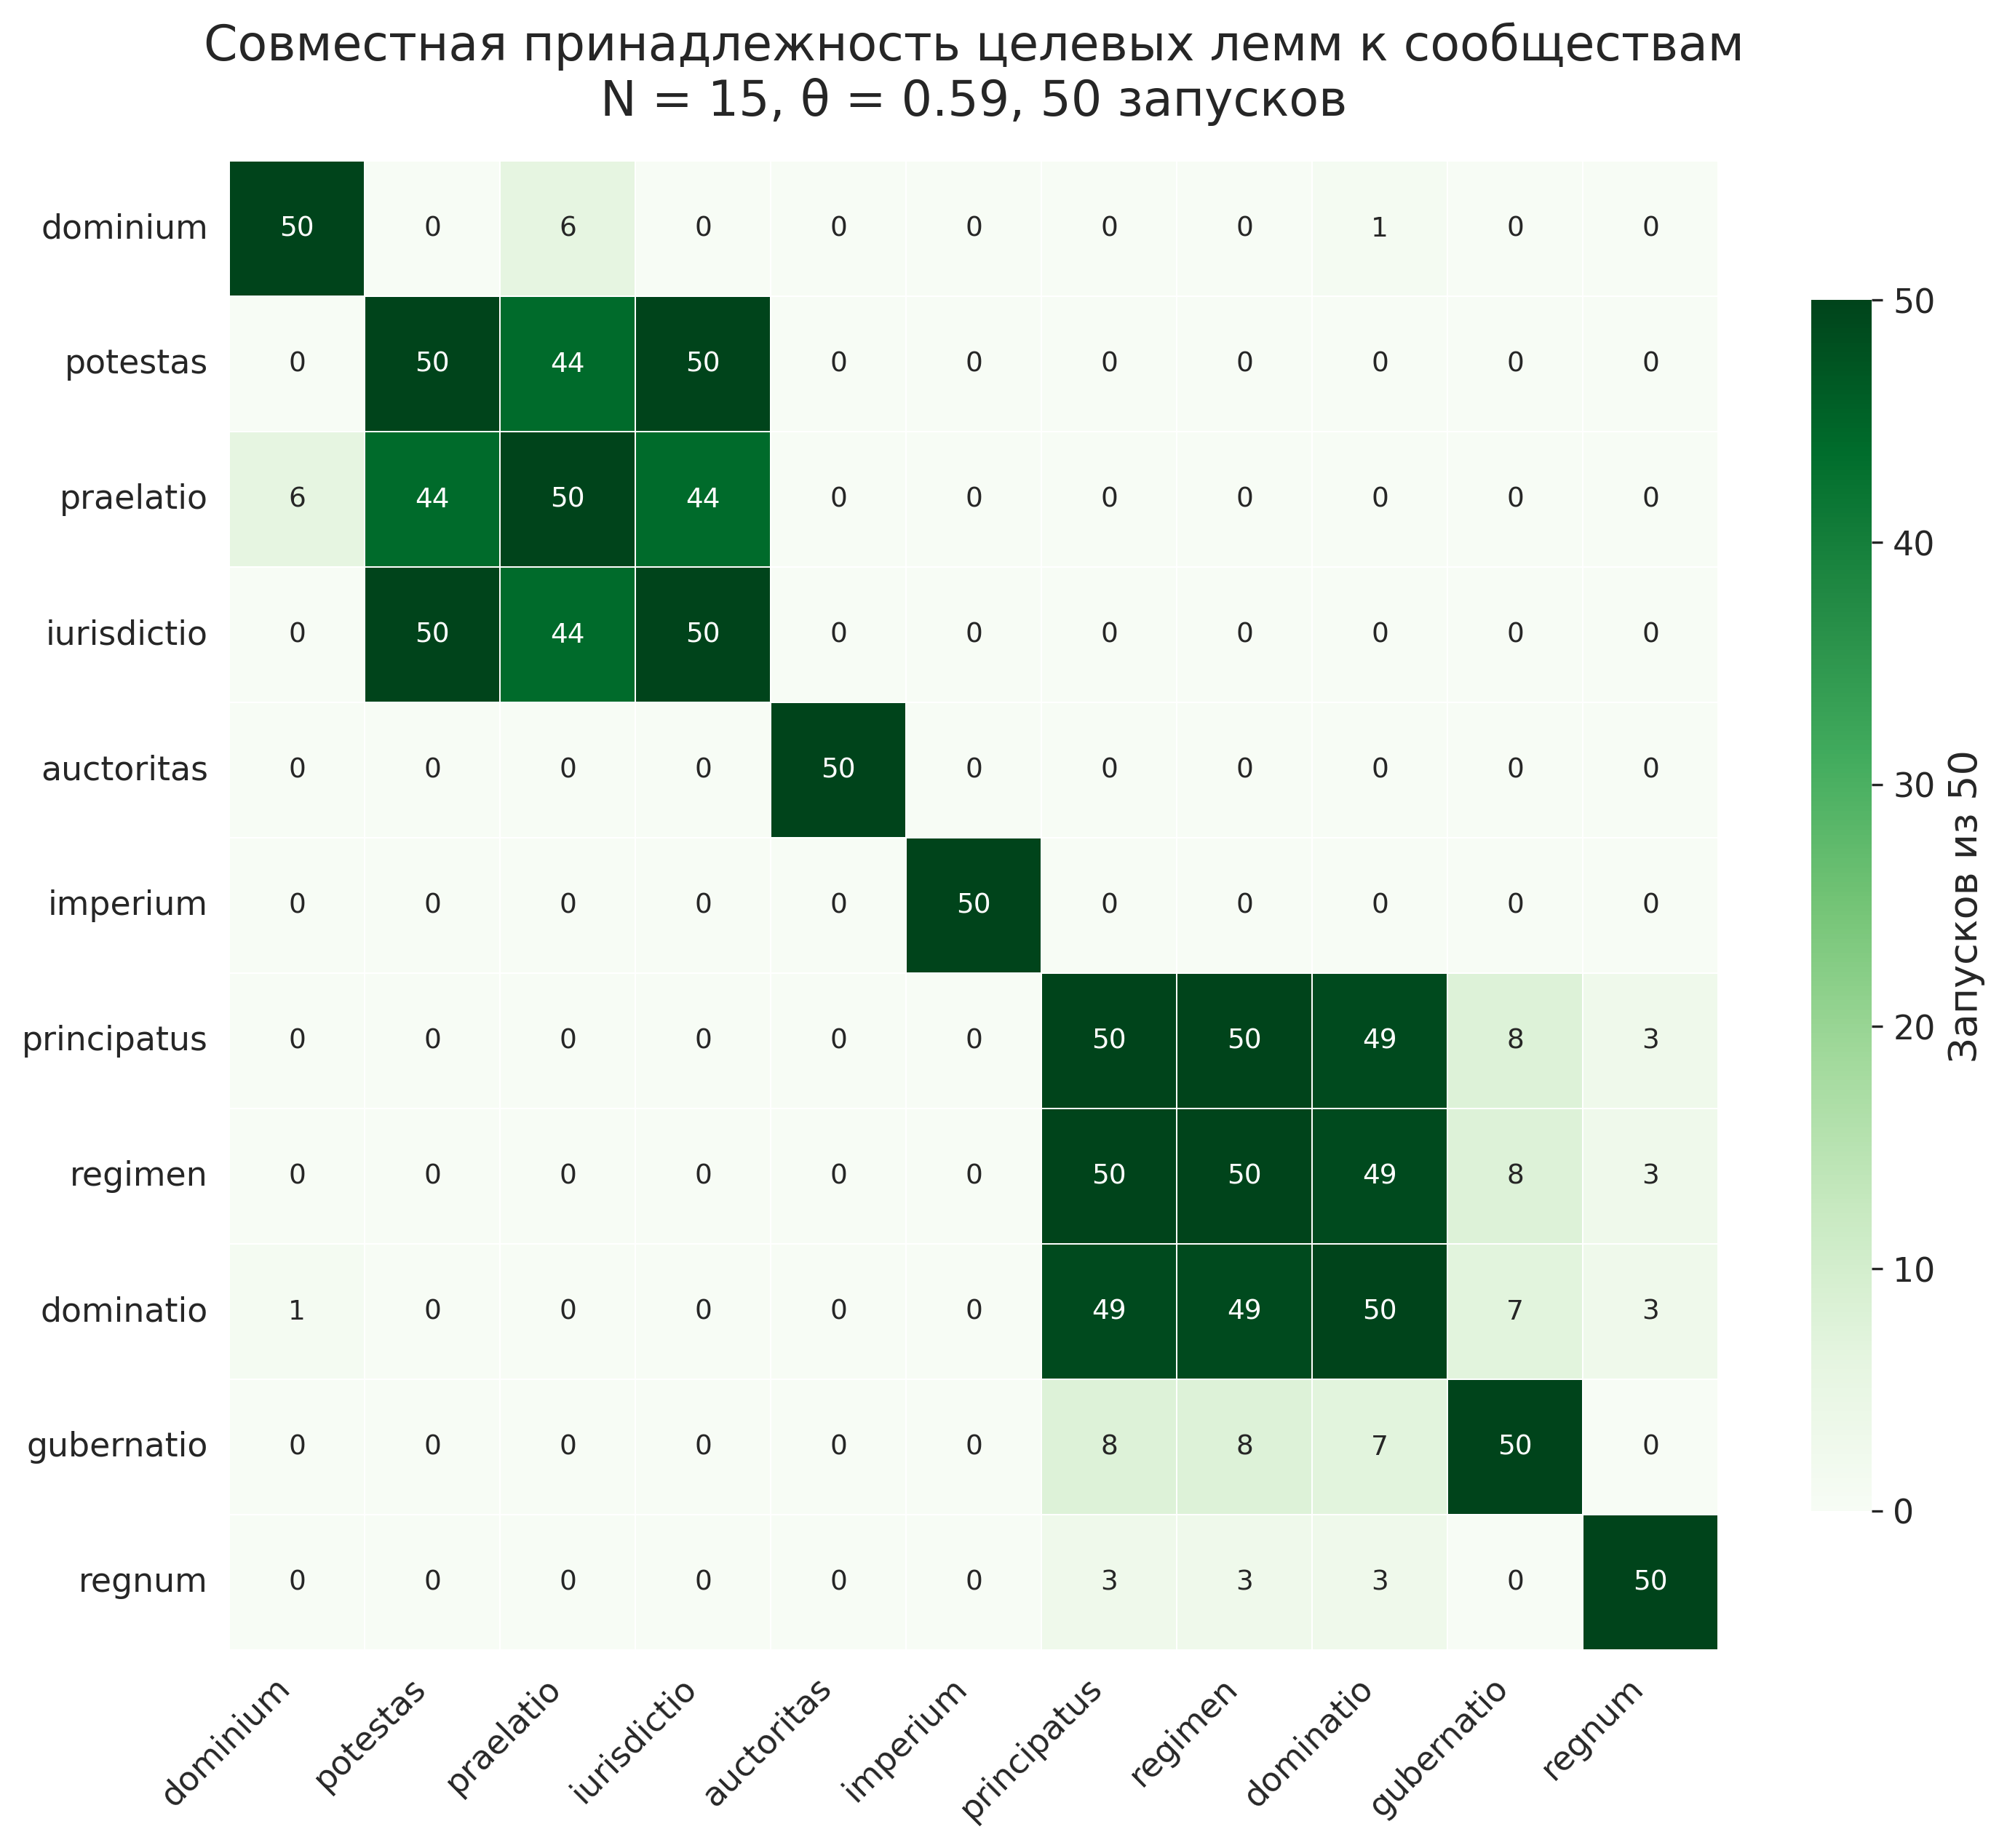 Совместная принадлежность целевых лемм к сообществам
N = 15, θ = 0.59, 50 запусков
dominium 50 0 6 0 0 0 0 0 1 0 0
potestas 0 50 44 50 0 0 0 0 0 0 0
praelatio 6 44 50 44 0 0 0 0 0 0 0
iurisdictio 0 50 44 50 0 0 0 0 0 0 0
auctoritas 0 0 0 0 50 0 0 0 0 0 0
imperium 0 0 0 0 0 50 0 0 0 0 0
principatus 0 0 0 0 0 0 50 50 49 8 3
regimen 0 0 0 0 0 0 50 50 49 8 3
dominatio 1 0 0 0 0 0 49 49 50 7 3
gubernatio 0 0 0 0 0 0 8 8 7 50 0
regnum 0 0 0 0 0 0 3 3 3 0 50
dominium
potestas
praelatio
iurisdictio
auctoritas
imperium
principatus
regimen
dominatio
gubernatio
regnum
50
40
30
20
10
0
Запусков из 50